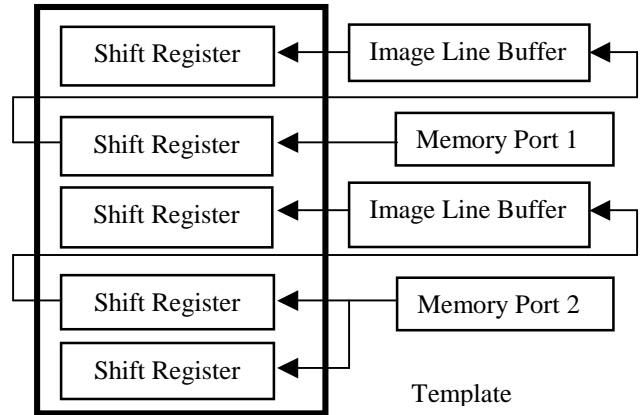 Shift Register
Image Line Buffer
Shift Register
Memory Port 1
Shift Register
Image Line Buffer
Shift Register
Memory Port 2
Shift Register
Template